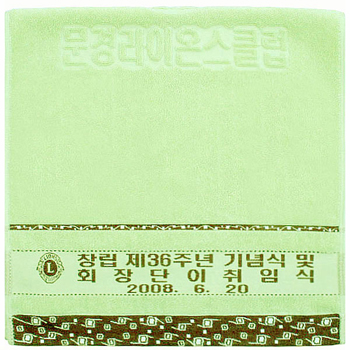 문경라이온스클럽
창립 제36주년 기념식 및
회 장 단 이 취 임 식
2008. 6. 20
L